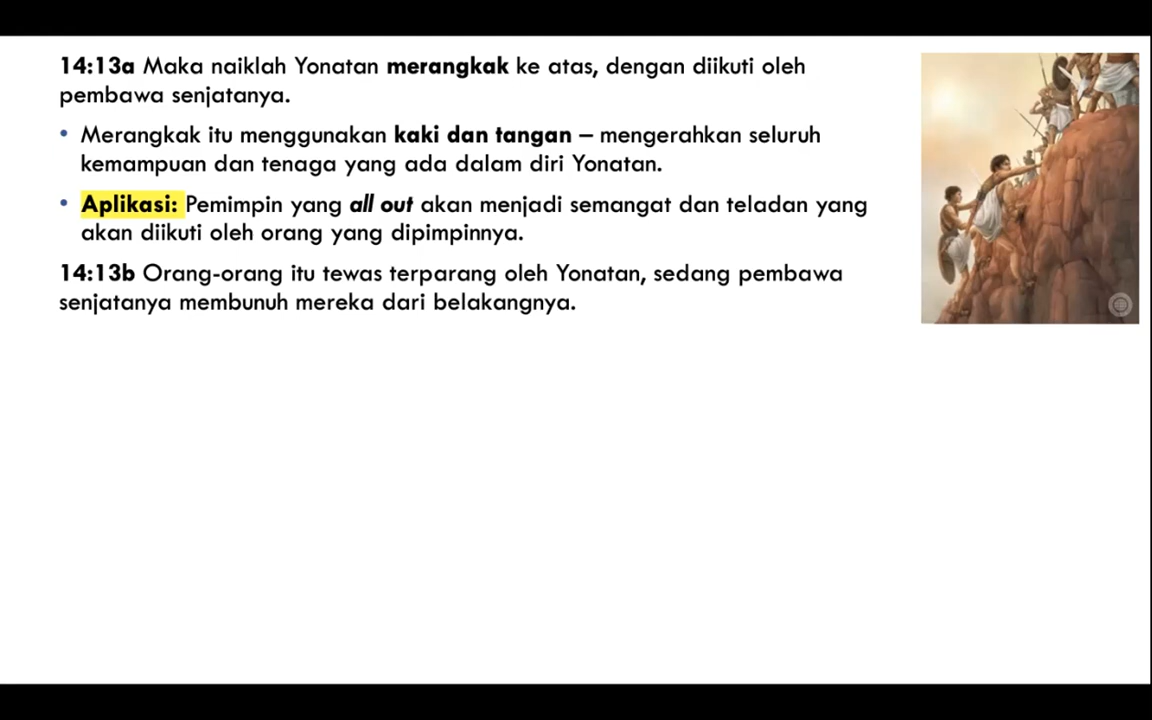 14:13a Maka naiklah Yonatan merangkak ke atas, dengan diikuti oleh
pembawa senjatanya.
• Merangkak itu menggunakan kaki dan tangan – mengerahkan seluruh
kemampuan dan tenaga yang ada dalam diri Yonatan.
• Aplikasi: Pemimpin yang all out akan menjadi semangat dan teladan yang
akan diikuti oleh orang yang dipimpinnya.
14:13b Orang-orang itu tewas terparang oleh Yonatan, sedang pembawa
senjatanya membunuh mereka dari belakangnya.